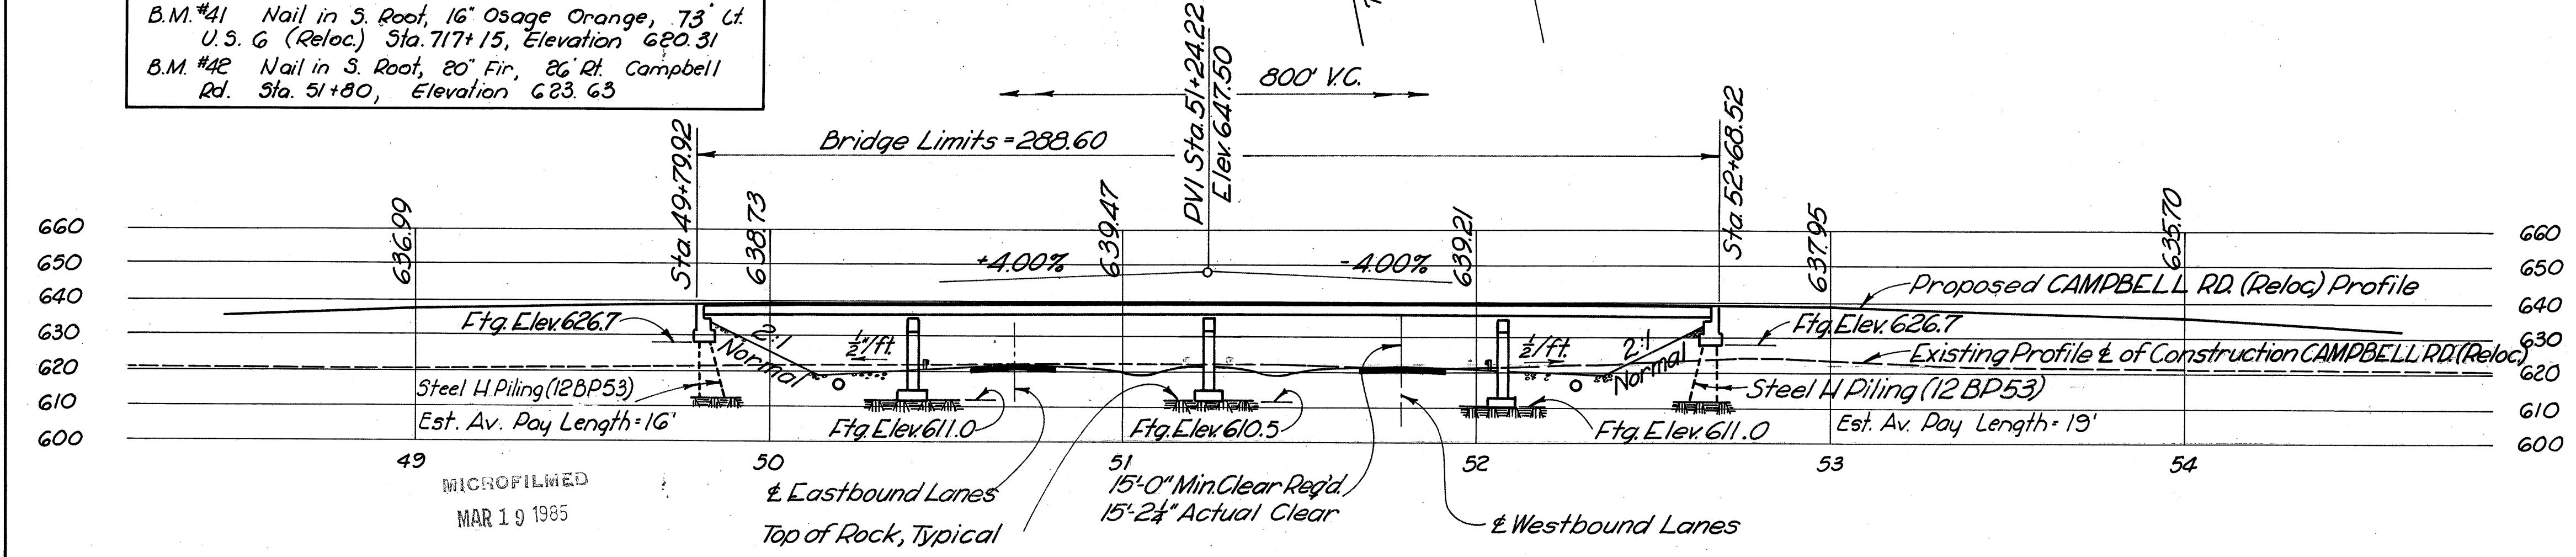 B.M. #41 Nail in S. Root, 16" Osage Orange, 73' Lt.
U.S. 6 (Reloc.) Sta. 717+15, Elevation 620.31
B.M. #42 Nail in S. Root, 20" Fir, 26' Rt. Campbell
Rd. Sta. 51+80, Elevation 623.63
PVI Sta. 51+24.22
Elev. 647.50
800' V.C.
Bridge Limits = 288.60
Sta. 49+79.92
Sta. 52+68.52
636.99
638.73
639.47
639.21
637.95
635.70
660
650
640
630
620
610
600
+4.00%
-4.00%
Proposed CAMPBELL RD. (Reloc.) Profile
Ftg. Elev. 626.7
2:1
Normal
1/2"/ft.
1/2"/ft.
2:1
Normal
Ftg. Elev. 626.7
Existing Profile ℄ of Construction CAMPBELL RD. (Reloc.)
Steel H Piling (12 BP 53)
Est. Av. Pay Length = 16'
Steel H Piling (12 BP 53)
Est. Av. Pay Length = 19'
Ftg. Elev. 611.0
Ftg. Elev. 610.5
Ftg. Elev. 611.0
660
650
640
630
620
610
600
49
50
51
52
53
54
℄ Eastbound Lanes
Top of Rock, Typical
15'-0" Min. Clear Req'd.
15'-2 1/4" Actual Clear
℄ Westbound Lanes
MICROFILMED
MAR 19 1985